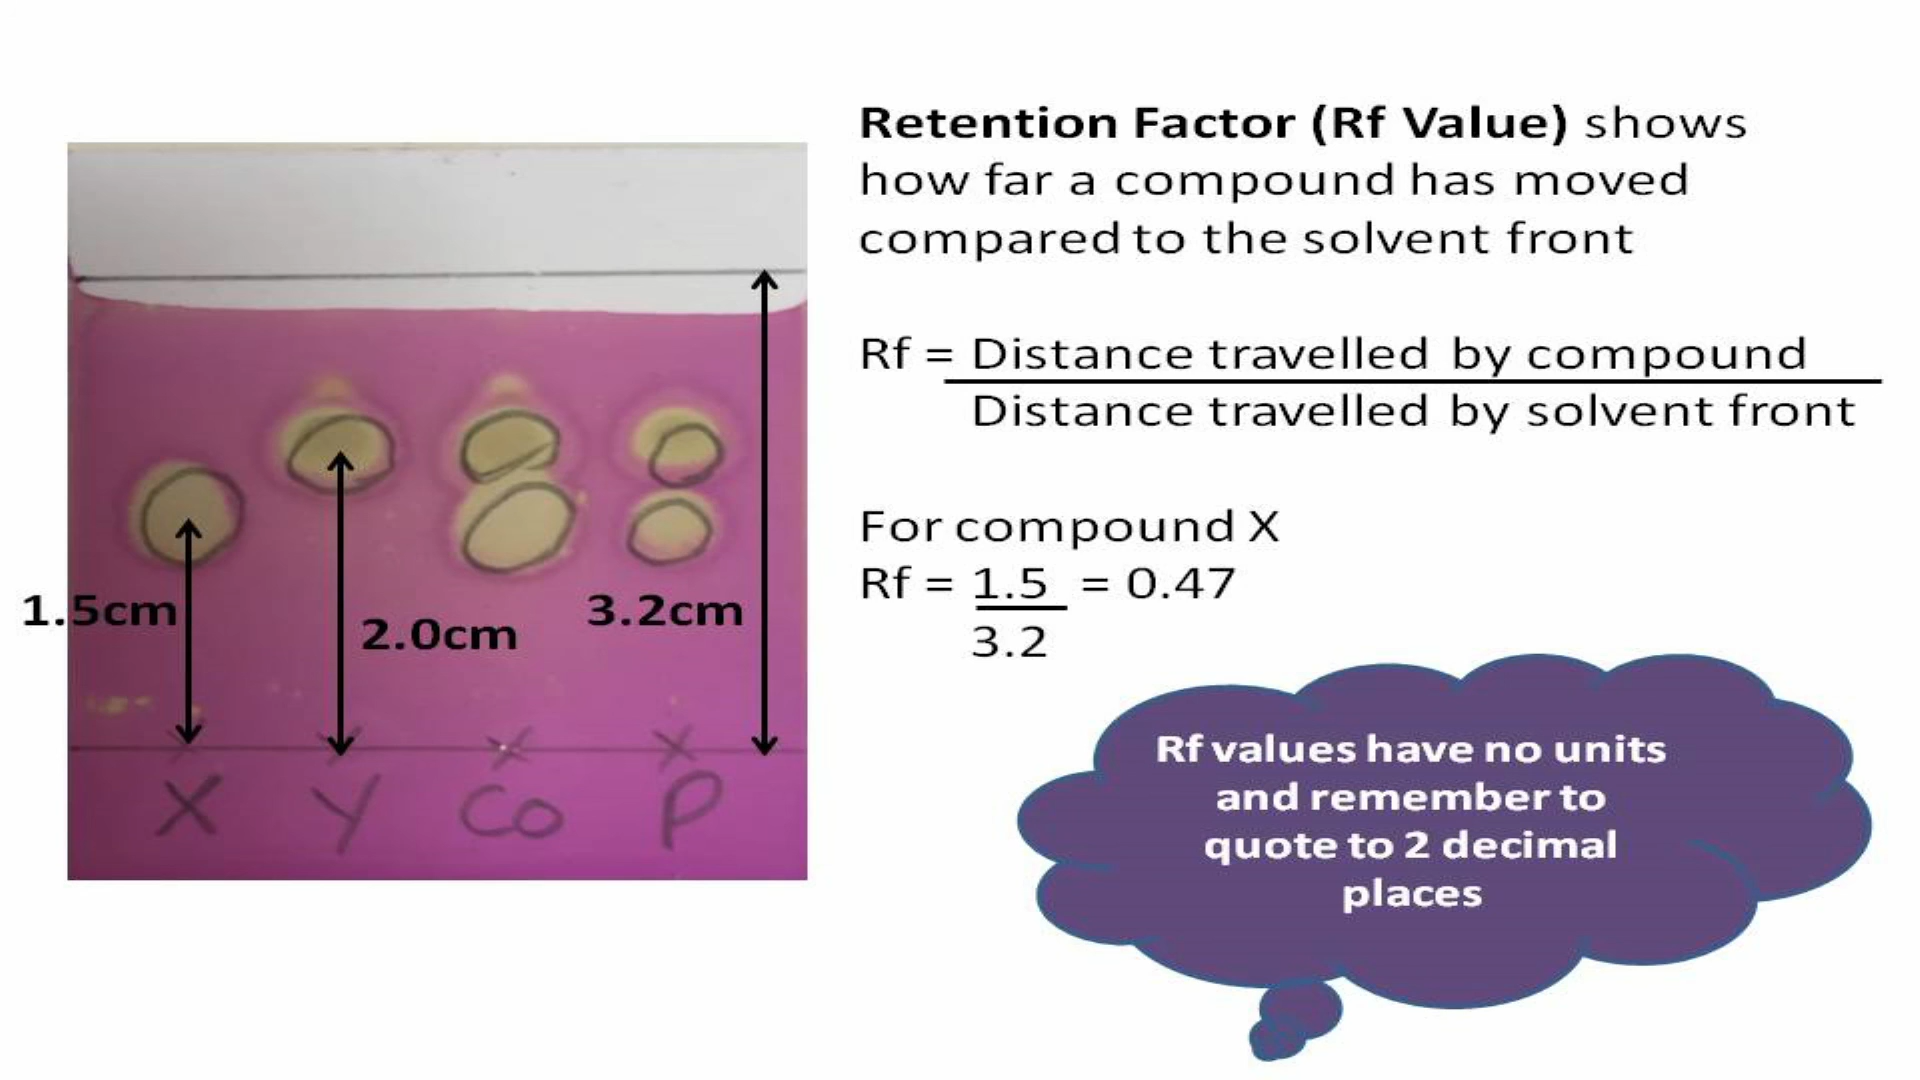 Retention Factor (Rf Value) shows
how far a compound has moved
compared to the solvent front
Rf = Distance travelled by compound
Distance travelled by solvent front
For compound X
Rf = 1.5 = 0.47
3.2
1.5cm
2.0cm
3.2cm
X Y Co P
Rf values have no units
and remember to
quote to 2 decimal
places